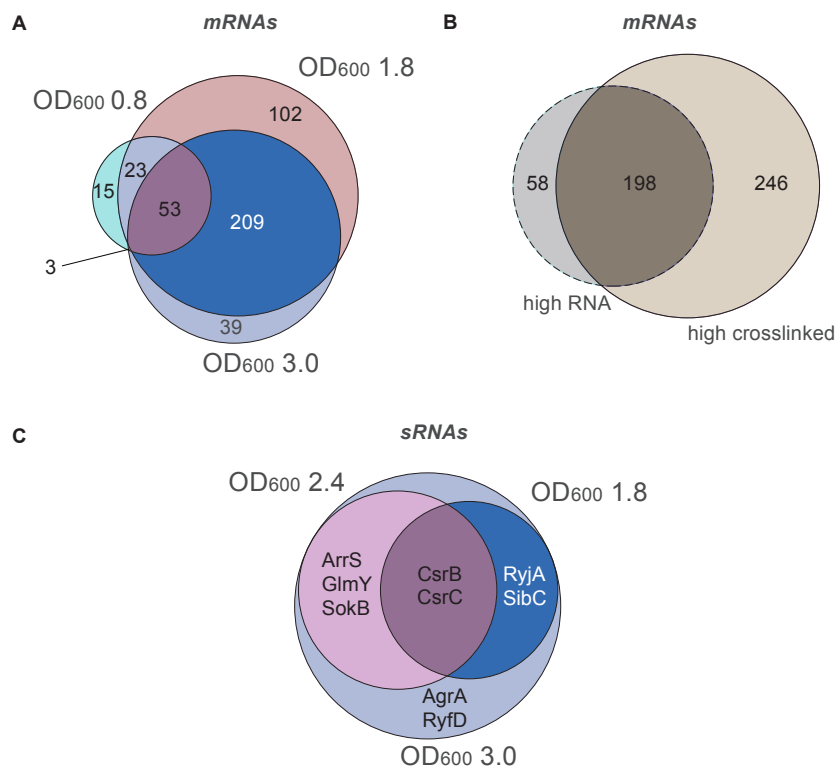 A
mRNAs
OD600 1.8
OD600 0.8
102
23
15
53
209
3
39
OD600 3.0
B
mRNAs
58
198
246
high RNA
high crosslinked
C
sRNAs
OD600 2.4
OD600 1.8
ArrS
GlmY
SokB
CsrB
CsrC
RyjA
SibC
AgrA
RyfD
OD600 3.0